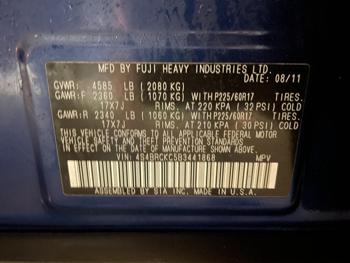 MFD BY FUJI HEAVY INDUSTRIES LTD.
DATE: 08/11
GVWR: 4585 LB ( 2080 KG)
GAWR:F 2360 LB ( 1070 KG) WITH P225/60R17 TIRES.
17X7J RIMS. AT 220 KPA ( 32 PSI) COLD
GAWR:R 2340 LB ( 1060 KG) WITH P225/60R17 TIRES.
17X7J RIMS. AT 240 KPA ( 35 PSI) COLD
THIS VEHICLE CONFORMS TO ALL APPLICABLE FEDERAL MOTOR
VEHICLE SAFETY, BUMPER, AND THEFT PREVENTION
STANDARDS IN EFFECT ON THE DATE OF MANUFACTURE
SHOWN ABOVE.
VIN: 4S4BRCKC5B3441868 MPV
ASSEMBLED BY SIA INC. MADE IN U.S.A.